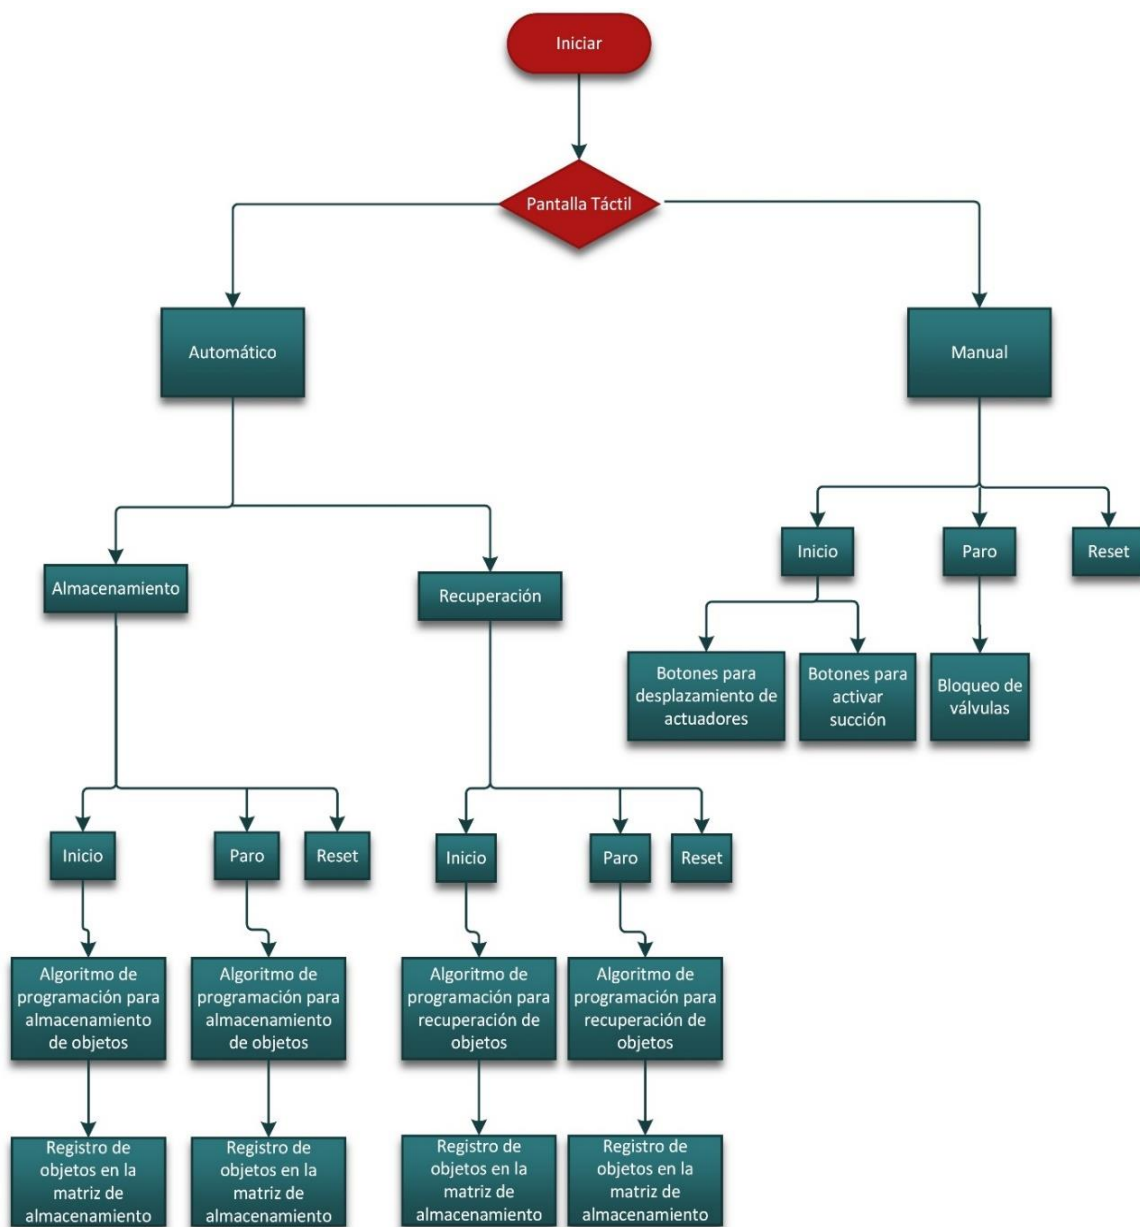 Iniciar
Pantalla Táctil
Automático
Manual
Inicio
Paro
Reset
Almacenamiento
Recuperación
Botones para
desplazamiento de
actuadores
Botones para
activar
succión
Bloqueo de
válvulas
Inicio
Paro
Reset
Inicio
Paro
Reset
Algoritmo de
programación para
almacenamiento
de objetos
Algoritmo de
programación para
almacenamiento
de objetos
Algoritmo de
programación para
recuperación de
objetos
Algoritmo de
programación para
recuperación de
objetos
Registro de
objetos en la
matriz de
almacenamiento
Registro de
objetos en la
matriz de
almacenamiento
Registro de
objetos en la
matriz de
almacenamiento
Registro de
objetos en la
matriz de
almacenamiento